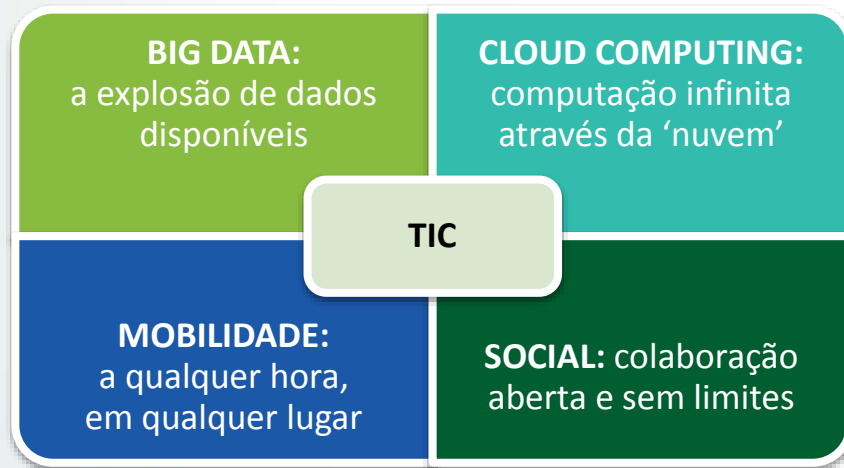 BIG DATA:
a explosão de dados
disponíveis
CLOUD COMPUTING:
computação infinita
através da ‘nuvem’
TIC
MOBILIDADE:
a qualquer hora,
em qualquer lugar
SOCIAL: colaboração
aberta e sem limites